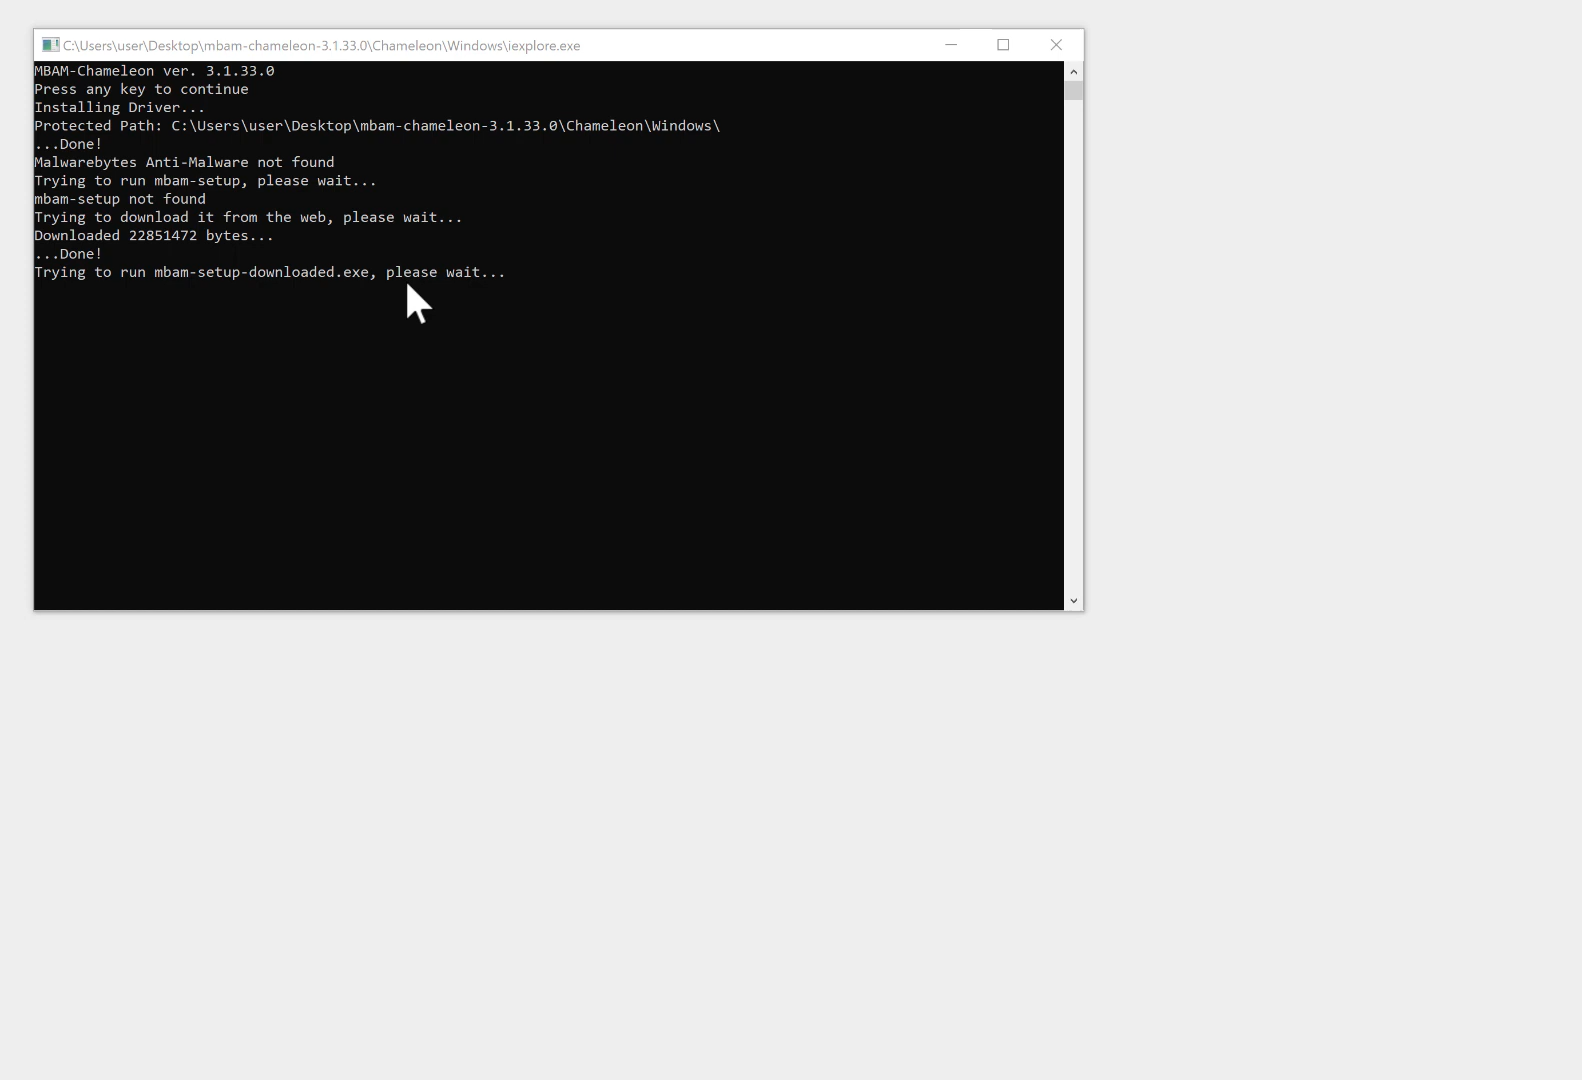 C:\Users\user\Desktop\mbam-chameleon-3.1.33.0\Chameleon\Windows\iexplore.exe
MBAM-Chameleon ver. 3.1.33.0
Press any key to continue
Installing Driver...
Protected Path: C:\Users\user\Desktop\mbam-chameleon-3.1.33.0\Chameleon\Windows\
...Done!
Malwarebytes Anti-Malware not found
Trying to run mbam-setup, please wait...
mbam-setup not found
Trying to download it from the web, please wait...
Downloaded 22851472 bytes...
...Done!
Trying to run mbam-setup-downloaded.exe, please wait...